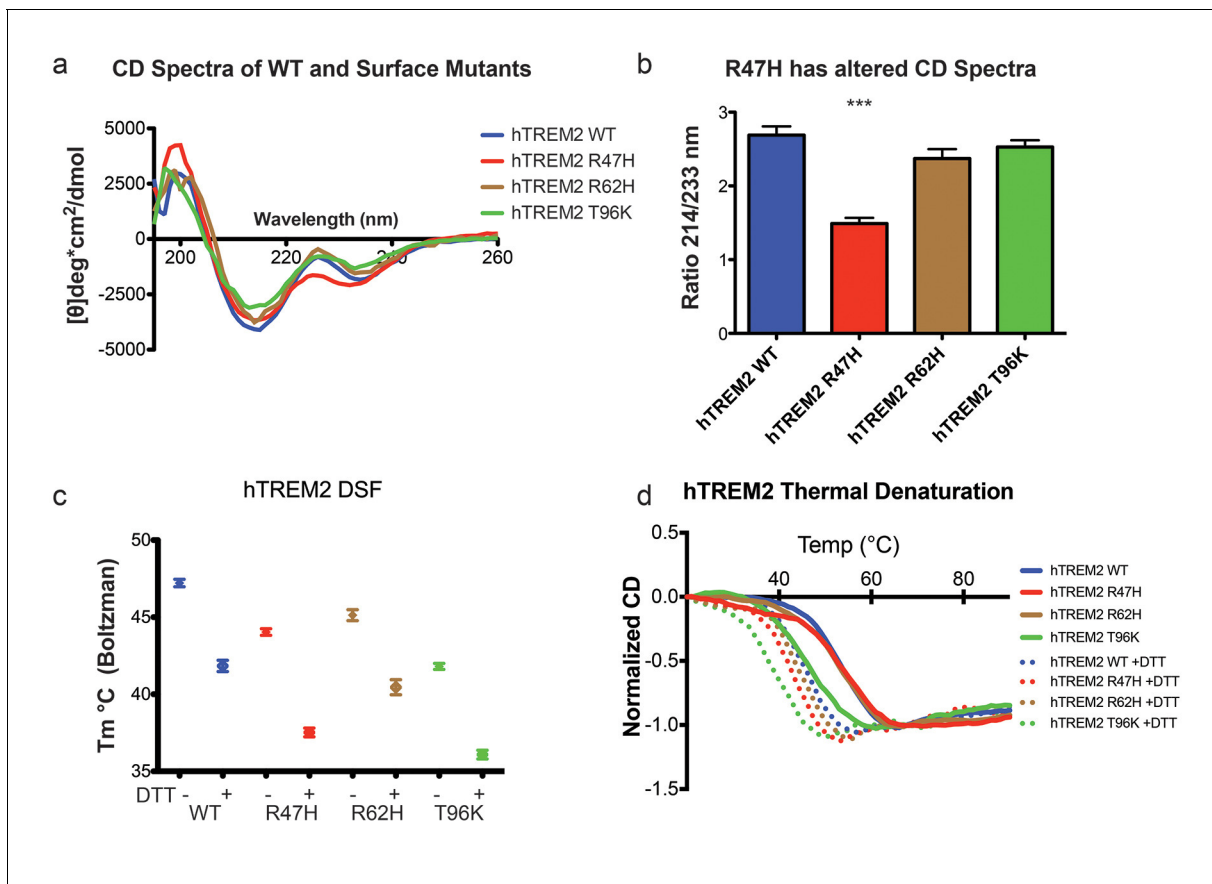 a
CD Spectra of WT and Surface Mutants
5000
2500
0
-2500
-5000
[θ]deg*cm²/dmol
Wavelength (nm)
200
220
240
260
hTREM2 WT
hTREM2 R47H
hTREM2 R62H
hTREM2 T96K
b
R47H has altered CD Spectra
***
3
2
1
0
Ratio 214/233 nm
hTREM2 WT
hTREM2 R47H
hTREM2 R62H
hTREM2 T96K
c
hTREM2 DSF
50
45
40
35
Tm °C (Boltzman)
DTT - + - + - + - +
WT R47H R62H T96K
d
hTREM2 Thermal Denaturation
0.5
0.0
-0.5
-1.0
-1.5
Normalized CD
Temp (°C)
40
60
80
hTREM2 WT
hTREM2 R47H
hTREM2 R62H
hTREM2 T96K
hTREM2 WT +DTT
hTREM2 R47H +DTT
hTREM2 R62H +DTT
hTREM2 T96K +DTT